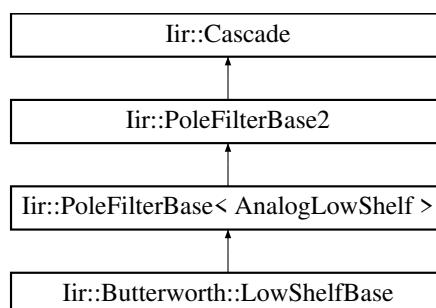 Iir::Cascade
Iir::PoleFilterBase2
Iir::PoleFilterBase< AnalogLowShelf >
Iir::Butterworth::LowShelfBase